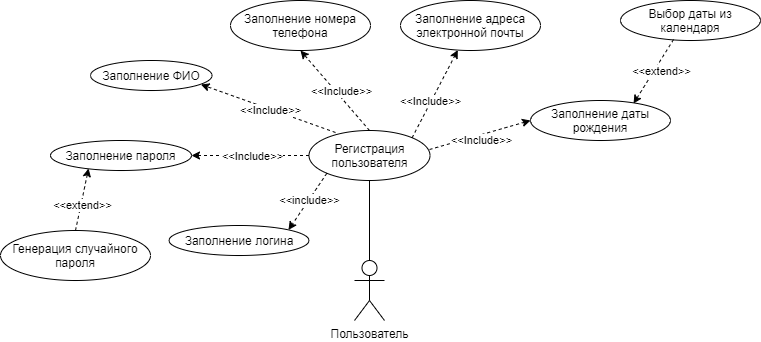 Заполнение номера
телефона
Заполнение адреса
электронной почты
Выбор даты из
календаря
Заполнение ФИО
<<Include>>
<<Include>>
<<Include>>
<<extend>>
Заполнение даты
рождения
Заполнение пароля
<<Include>>
Регистрация
пользователя
<<Include>>
<<extend>>
<<include>>
Генерация случайного
пароля
Заполнение логина
Пользователь